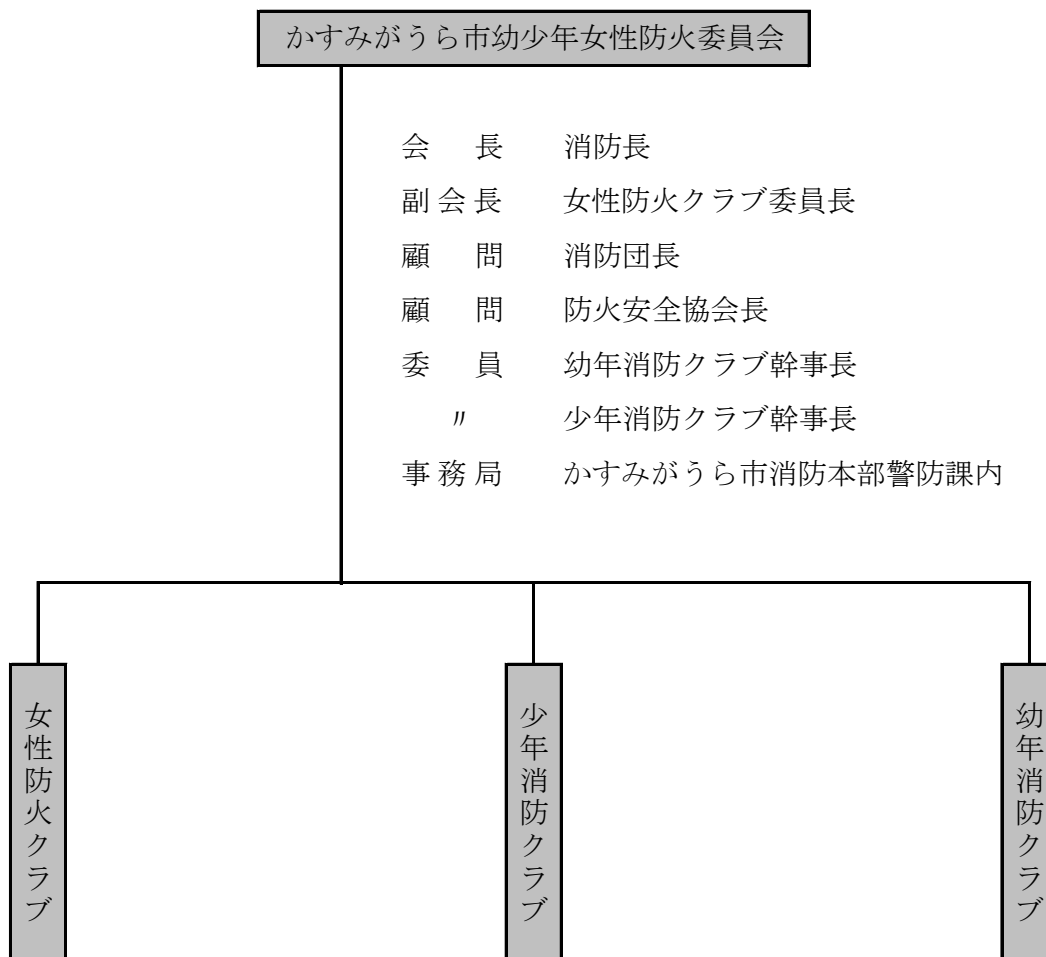 かすみがうら市幼少年女性防火委員会
会　長　消防長
副会長　女性防火クラブ委員長
顧　問　消防団長
顧　問　防火安全協会長
委　員　幼年消防クラブ幹事長
〃　少年消防クラブ幹事長
事務局　かすみがうら市消防本部警防課内
女性防火クラブ
少年消防クラブ
幼年消防クラブ